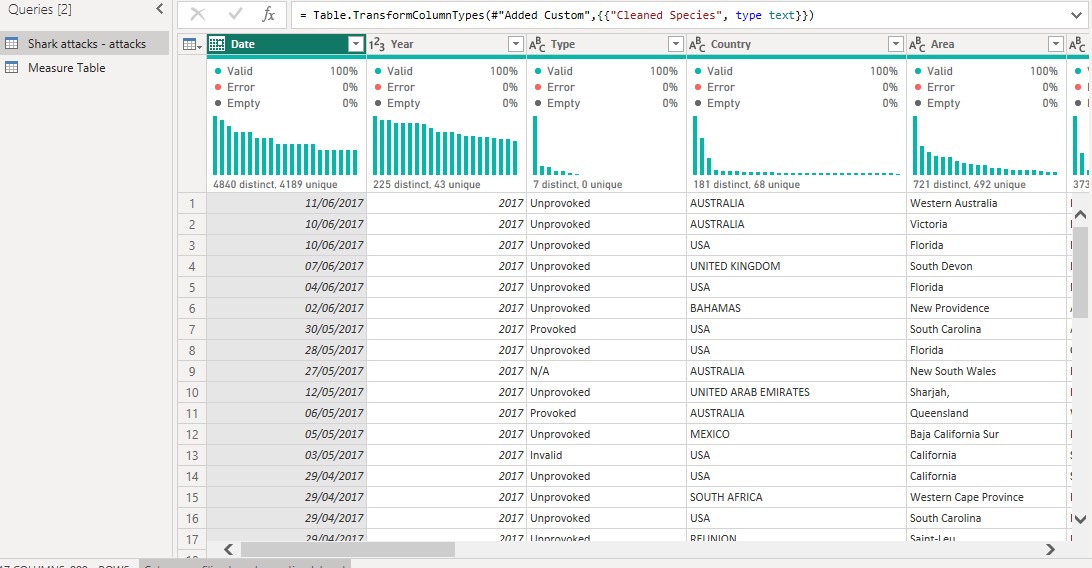 Queries [2]
= Table.TransformColumnTypes(#"Added Custom",{{"Cleaned Species", type text}})
Shark attacks - attacks
Measure Table
Date 123 Year ABC Type ABC Country ABC Area ABC
Valid 100% Valid 100% Valid 100% Valid 100% Valid 100%
Error 0% Error 0% Error 0% Error 0% Error 0%
Empty 0% Empty 0% Empty 0% Empty 0% Empty 0%
4840 distinct, 4189 unique 225 distinct, 43 unique 7 distinct, 0 unique 181 distinct, 68 unique 721 distinct, 492 unique 373
1 11/06/2017 2017 Unprovoked AUSTRALIA Western Australia
2 10/06/2017 2017 Unprovoked AUSTRALIA Victoria
3 10/06/2017 2017 Unprovoked USA Florida
4 07/06/2017 2017 Unprovoked UNITED KINGDOM South Devon
5 04/06/2017 2017 Unprovoked USA Florida
6 02/06/2017 2017 Unprovoked BAHAMAS New Providence
7 30/05/2017 2017 Provoked USA South Carolina
8 28/05/2017 2017 Unprovoked USA Florida
9 27/05/2017 2017 N/A AUSTRALIA New South Wales
10 12/05/2017 2017 Unprovoked UNITED ARAB EMIRATES Sharjah,
11 06/05/2017 2017 Provoked AUSTRALIA Queensland
12 05/05/2017 2017 Unprovoked MEXICO Baja California Sur
13 03/05/2017 2017 Invalid USA California
14 29/04/2017 2017 Unprovoked USA California
15 29/04/2017 2017 Unprovoked SOUTH AFRICA Western Cape Province
16 29/04/2017 2017 Unprovoked USA South Carolina
17 29/04/2017 2017 Unprovoked REUNION Saint-Leu